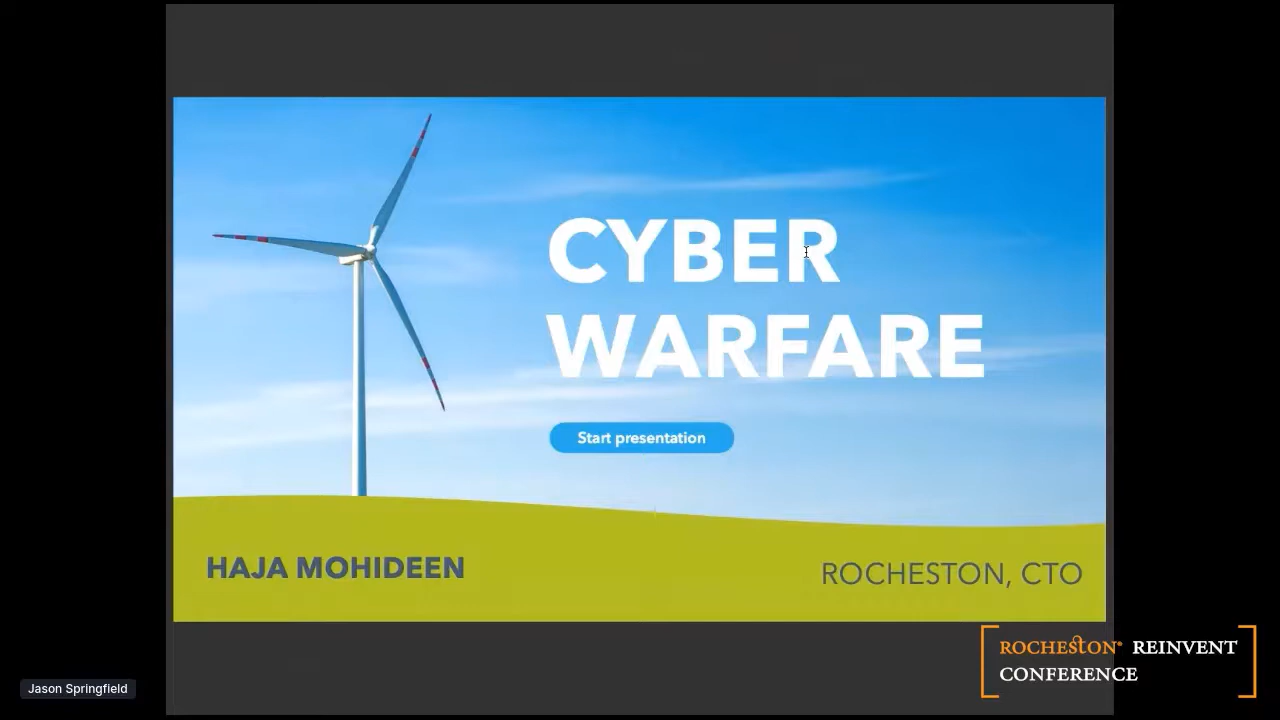 CYBER
WARFARE
Start presentation
HAJA MOHIDEEN
ROCHESTON, CTO
ROCHESTON® REINVENT
CONFERENCE
Jason Springfield